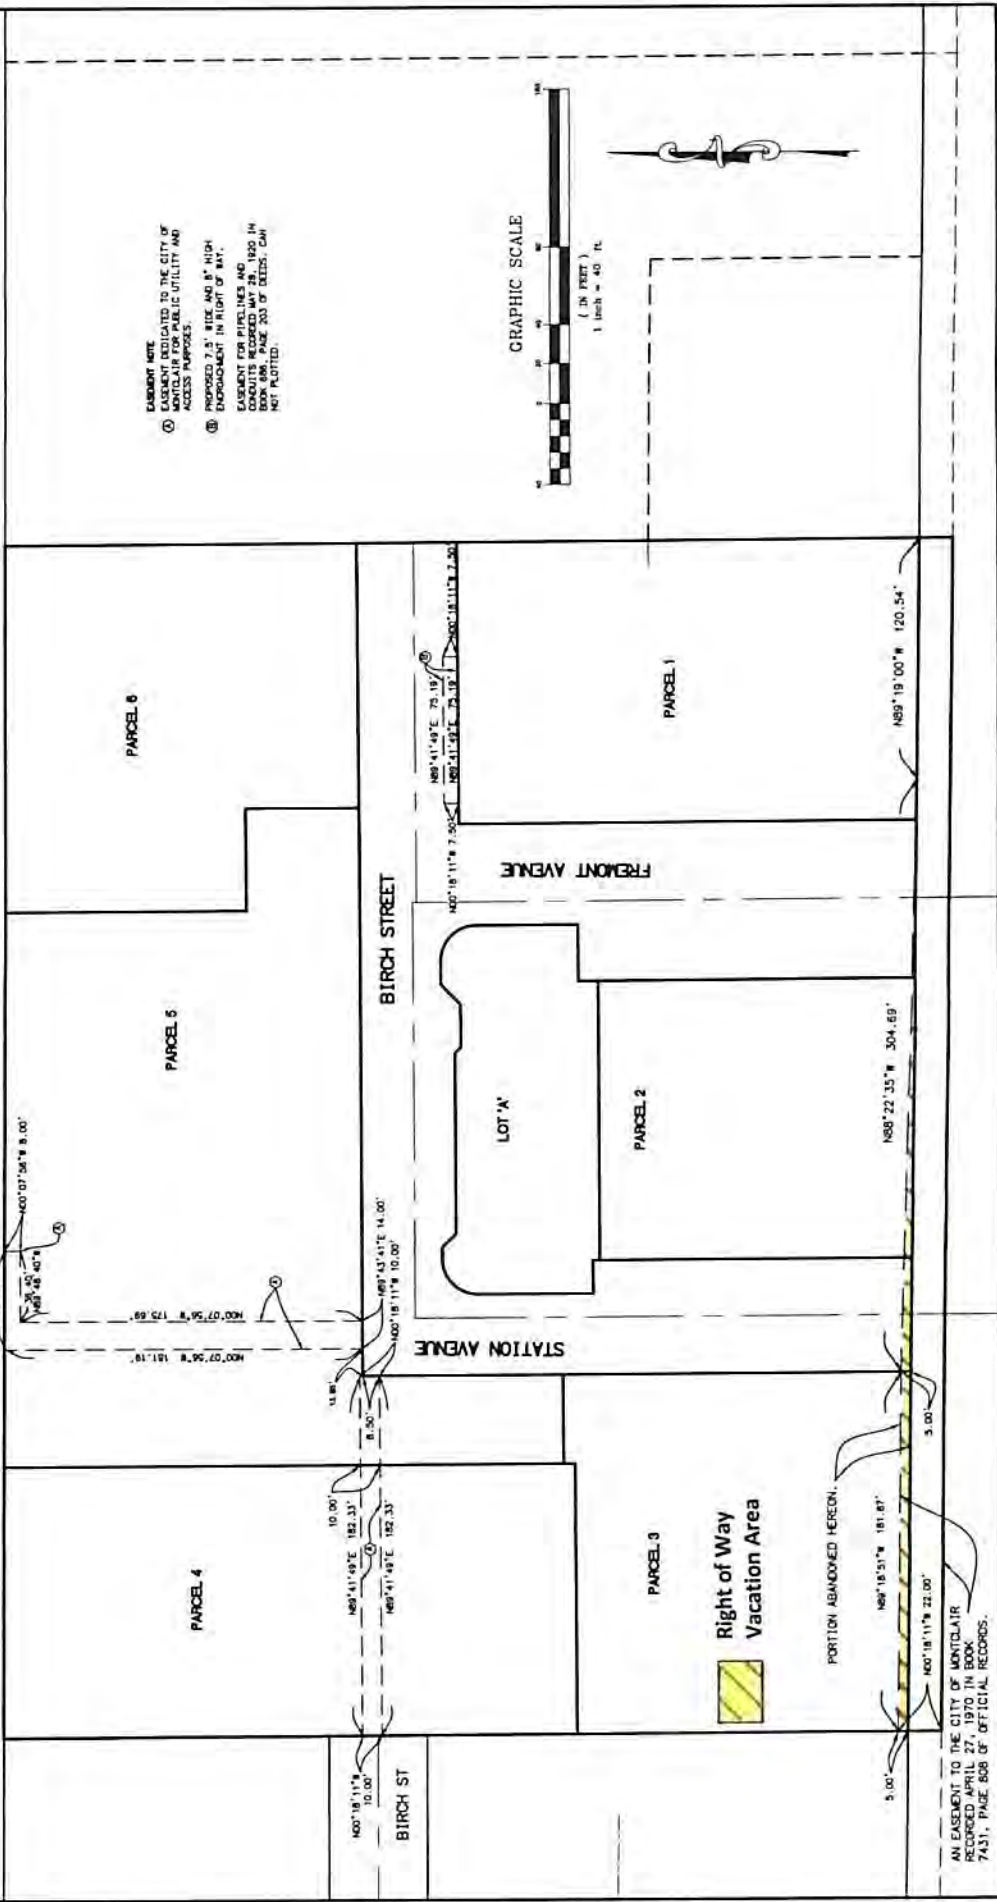 EASEMENT NOTE
Ⓐ EASEMENT DEDICATED TO THE CITY OF
MONTCLAIR FOR PUBLIC UTILITY AND
ACCESS PURPOSES.
Ⓑ PROPOSED 7.5' WIDE AND 8" HIGH
ENCROACHMENT IN RIGHT OF WAY.
EASEMENT FOR PIPELINES AND
CONDUITS RECORDED MAY 28, 1920 IN
BOOK 686, PAGE 203 OF DEEDS. CAN
NOT PLOTTED.
GRAPHIC SCALE
40
0
20
40
80
160
( IN FEET )
1 inch = 40 ft.
N
PARCEL 4
PARCEL 5
PARCEL 6
N00°07'56"W 8.00'
Ⓐ
N00°07'56"W 175.69'
N00°07'56"W 181.19'
Ⓐ
N89°43'41"E 14.00'
N00°18'11"W 10.00'
8.50'
10.00'
N89°41'49"E 182.33'
Ⓐ
N89°41'49"E 182.33'
N00°18'11"W
10.00'
BIRCH ST
BIRCH STREET
STATION AVENUE
FREMONT AVENUE
N00°18'11"W 7.50'
N89°41'49"E 75.19'
N89°41'49"E 75.19'
Ⓑ
N00°18'11"W 7.50'
LOT 'A'
PARCEL 3
PARCEL 2
PARCEL 1
Right of Way
Vacation Area
PORTION ABANDONED HEREON.
N89°18'51"W 181.87'
5.00'
5.00'
N00°18'11"W 22.00'
N88°22'35"W 304.69'
N89°19'00"W 120.54'
AN EASEMENT TO THE CITY OF MONTCLAIR
RECORDED APRIL 27, 1970 IN BOOK
7431, PAGE 808 OF OFFICIAL RECORDS.